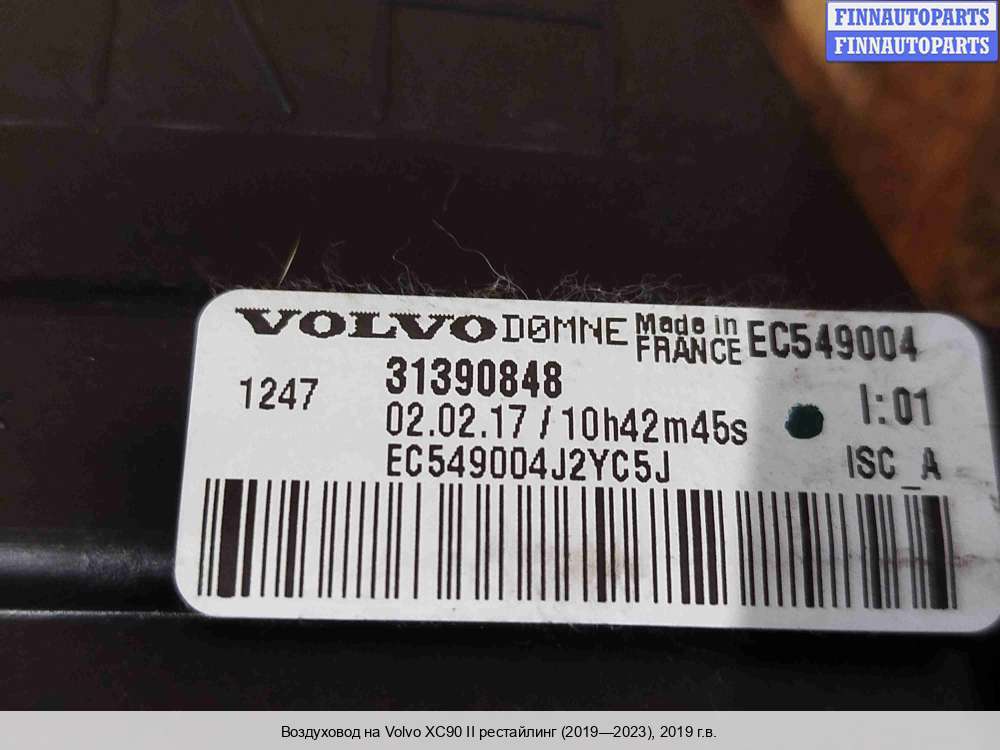 FINNAUTOPARTS
FINNAUTOPARTS
VOLVO DØMNE Made in FRANCE EC549004
31390848
1247
I:01
02.02.17 / 10h42m45s
EC549004J2YC5J
ISC_A
Воздуховод на Volvo XC90 II рестайлинг (2019—2023), 2019 г.в.